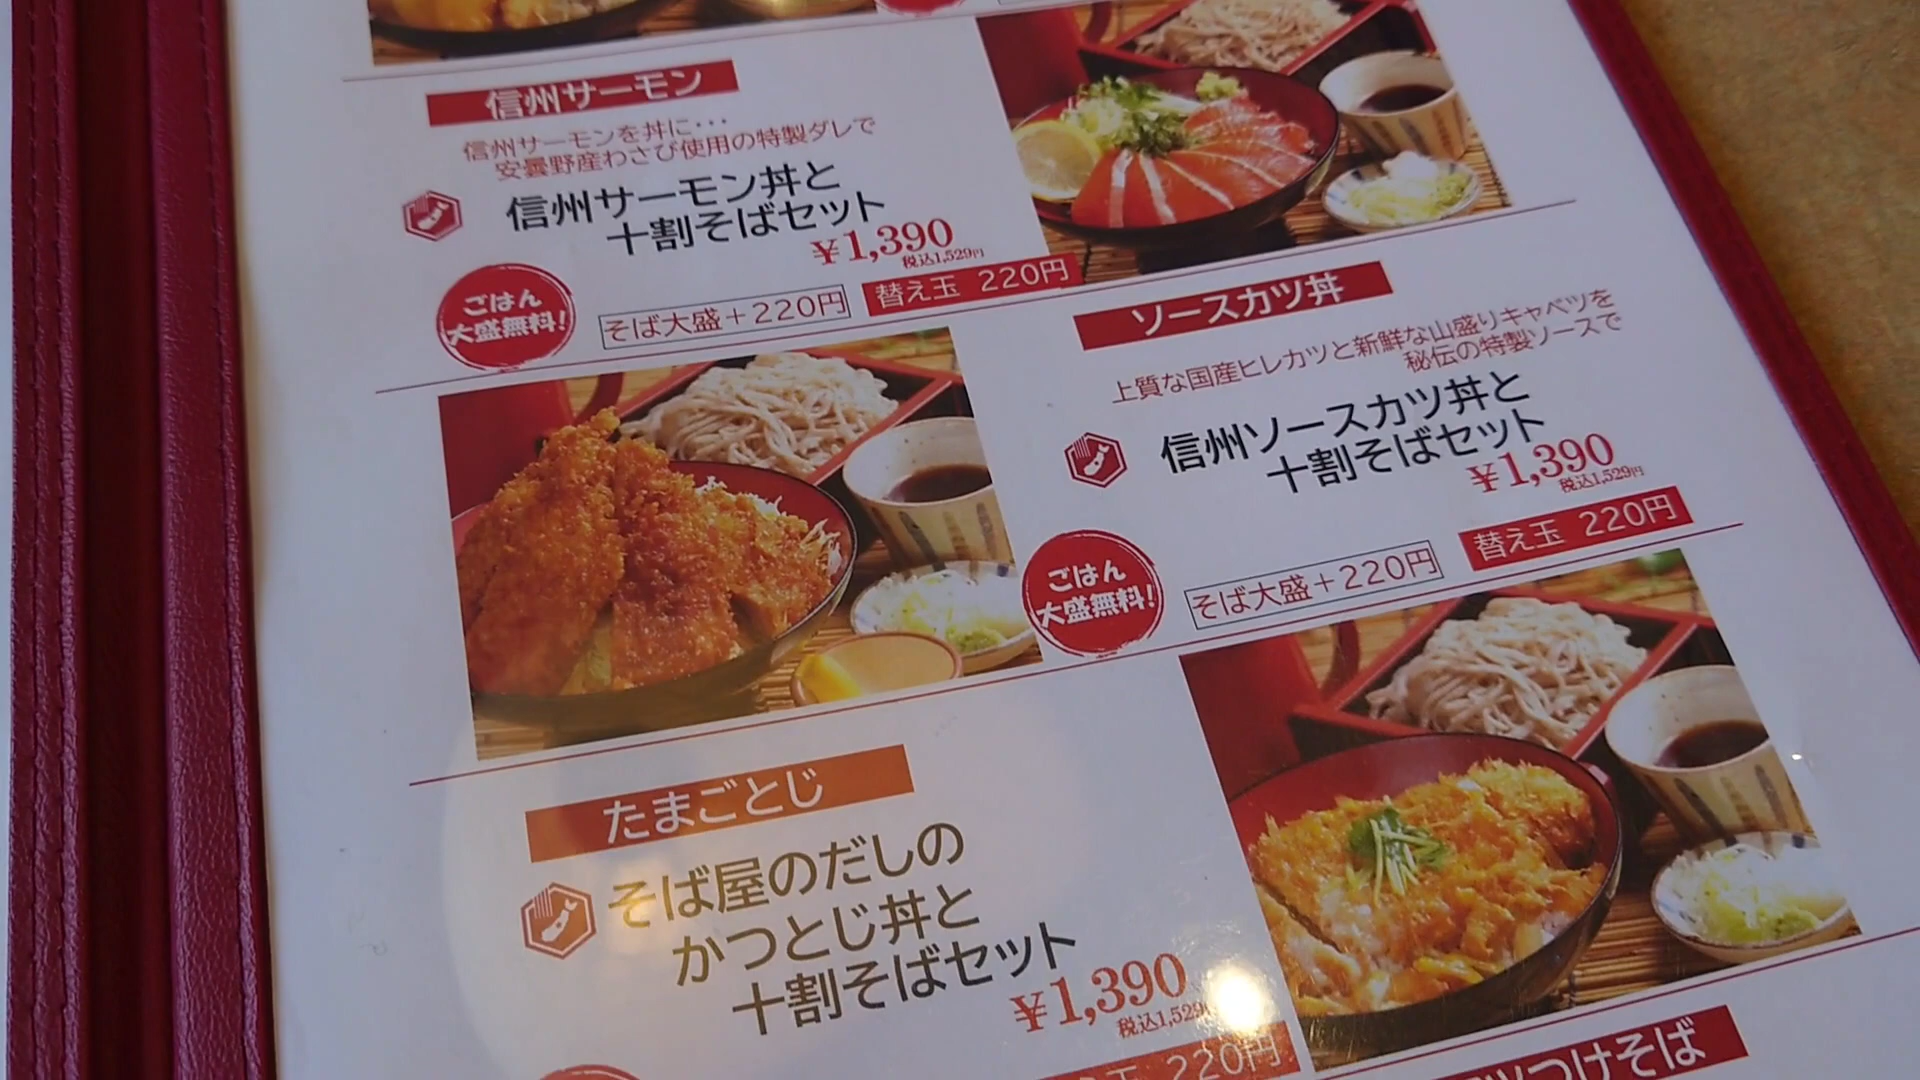 信州サーモン
信州サーモンを丼に･･･
安曇野産わさび使用の特製ダレで
信州サーモン丼と
十割そばセット
¥1,390
税込1,529円
ごはん
大盛無料!
そば大盛＋220円
替え玉 220円
ソースカツ丼
上質な国産ヒレカツと新鮮な山盛りキャベツを
秘伝の特製ソースで
信州ソースカツ丼と
十割そばセット
¥1,390
税込1,529円
ごはん
大盛無料!
そば大盛＋220円
替え玉 220円
たまごとじ
そば屋のだしの
かつとじ丼と
十割そばセット
¥1,390
税込1,529
220円
つけそば